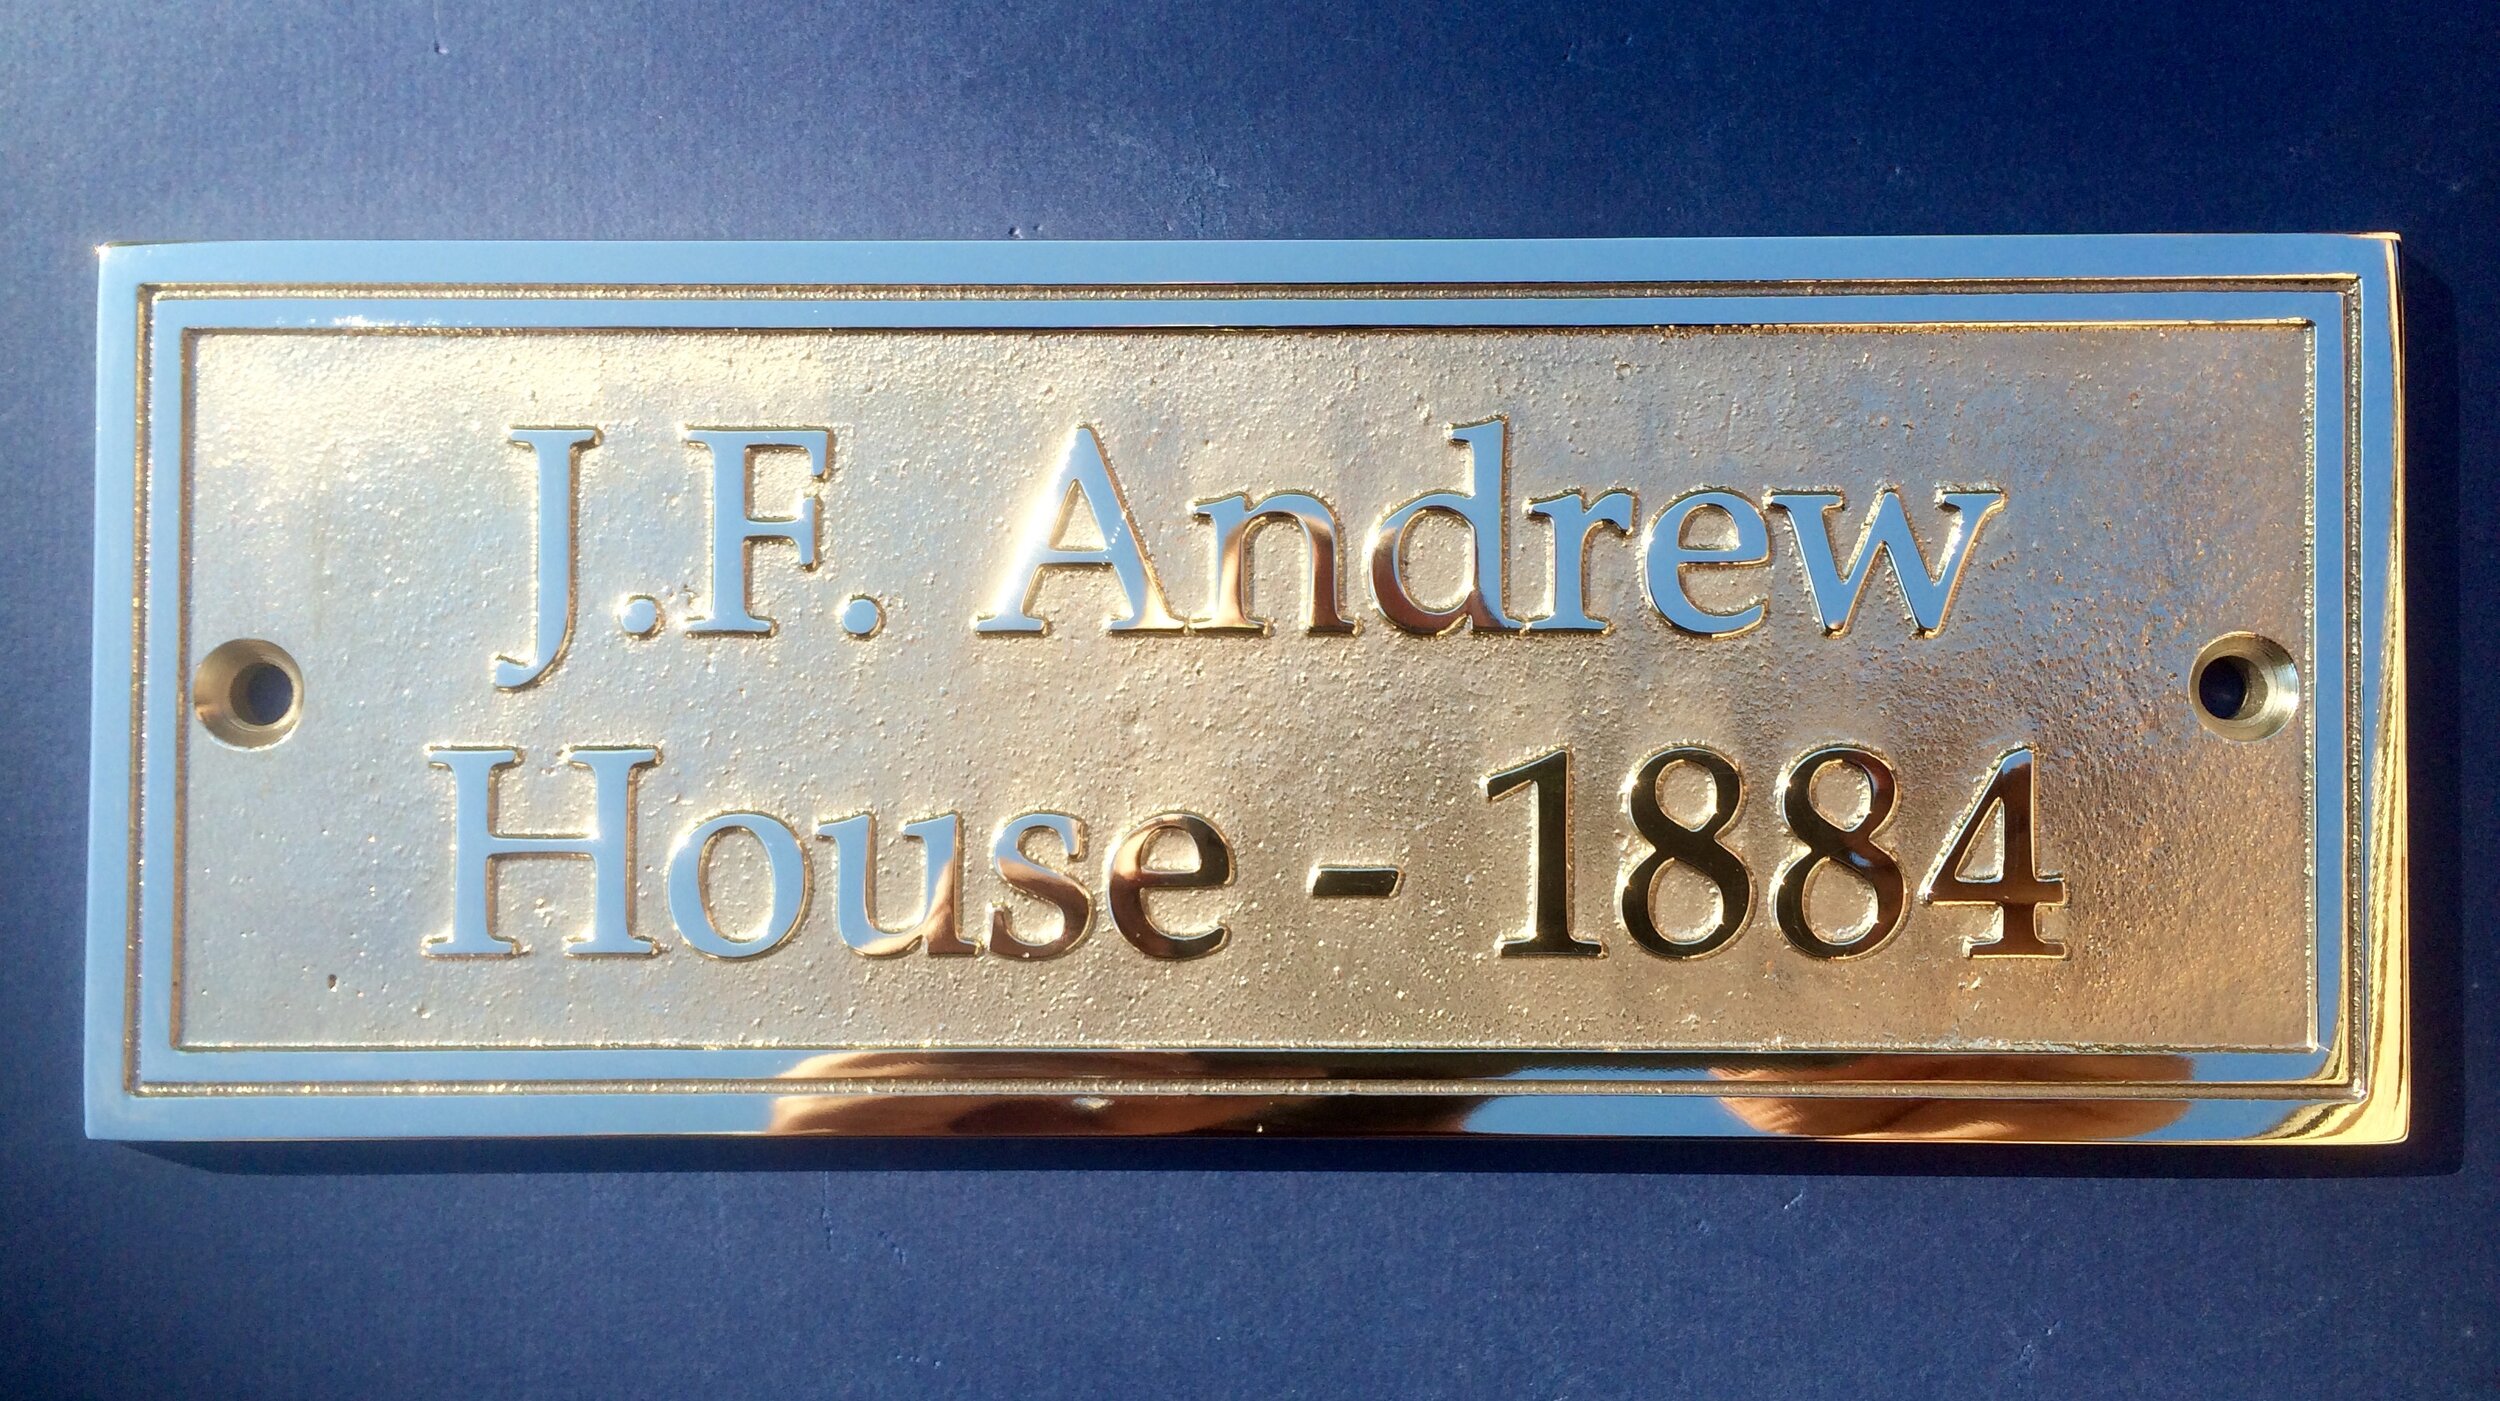 J.F. Andrew
House - 1884